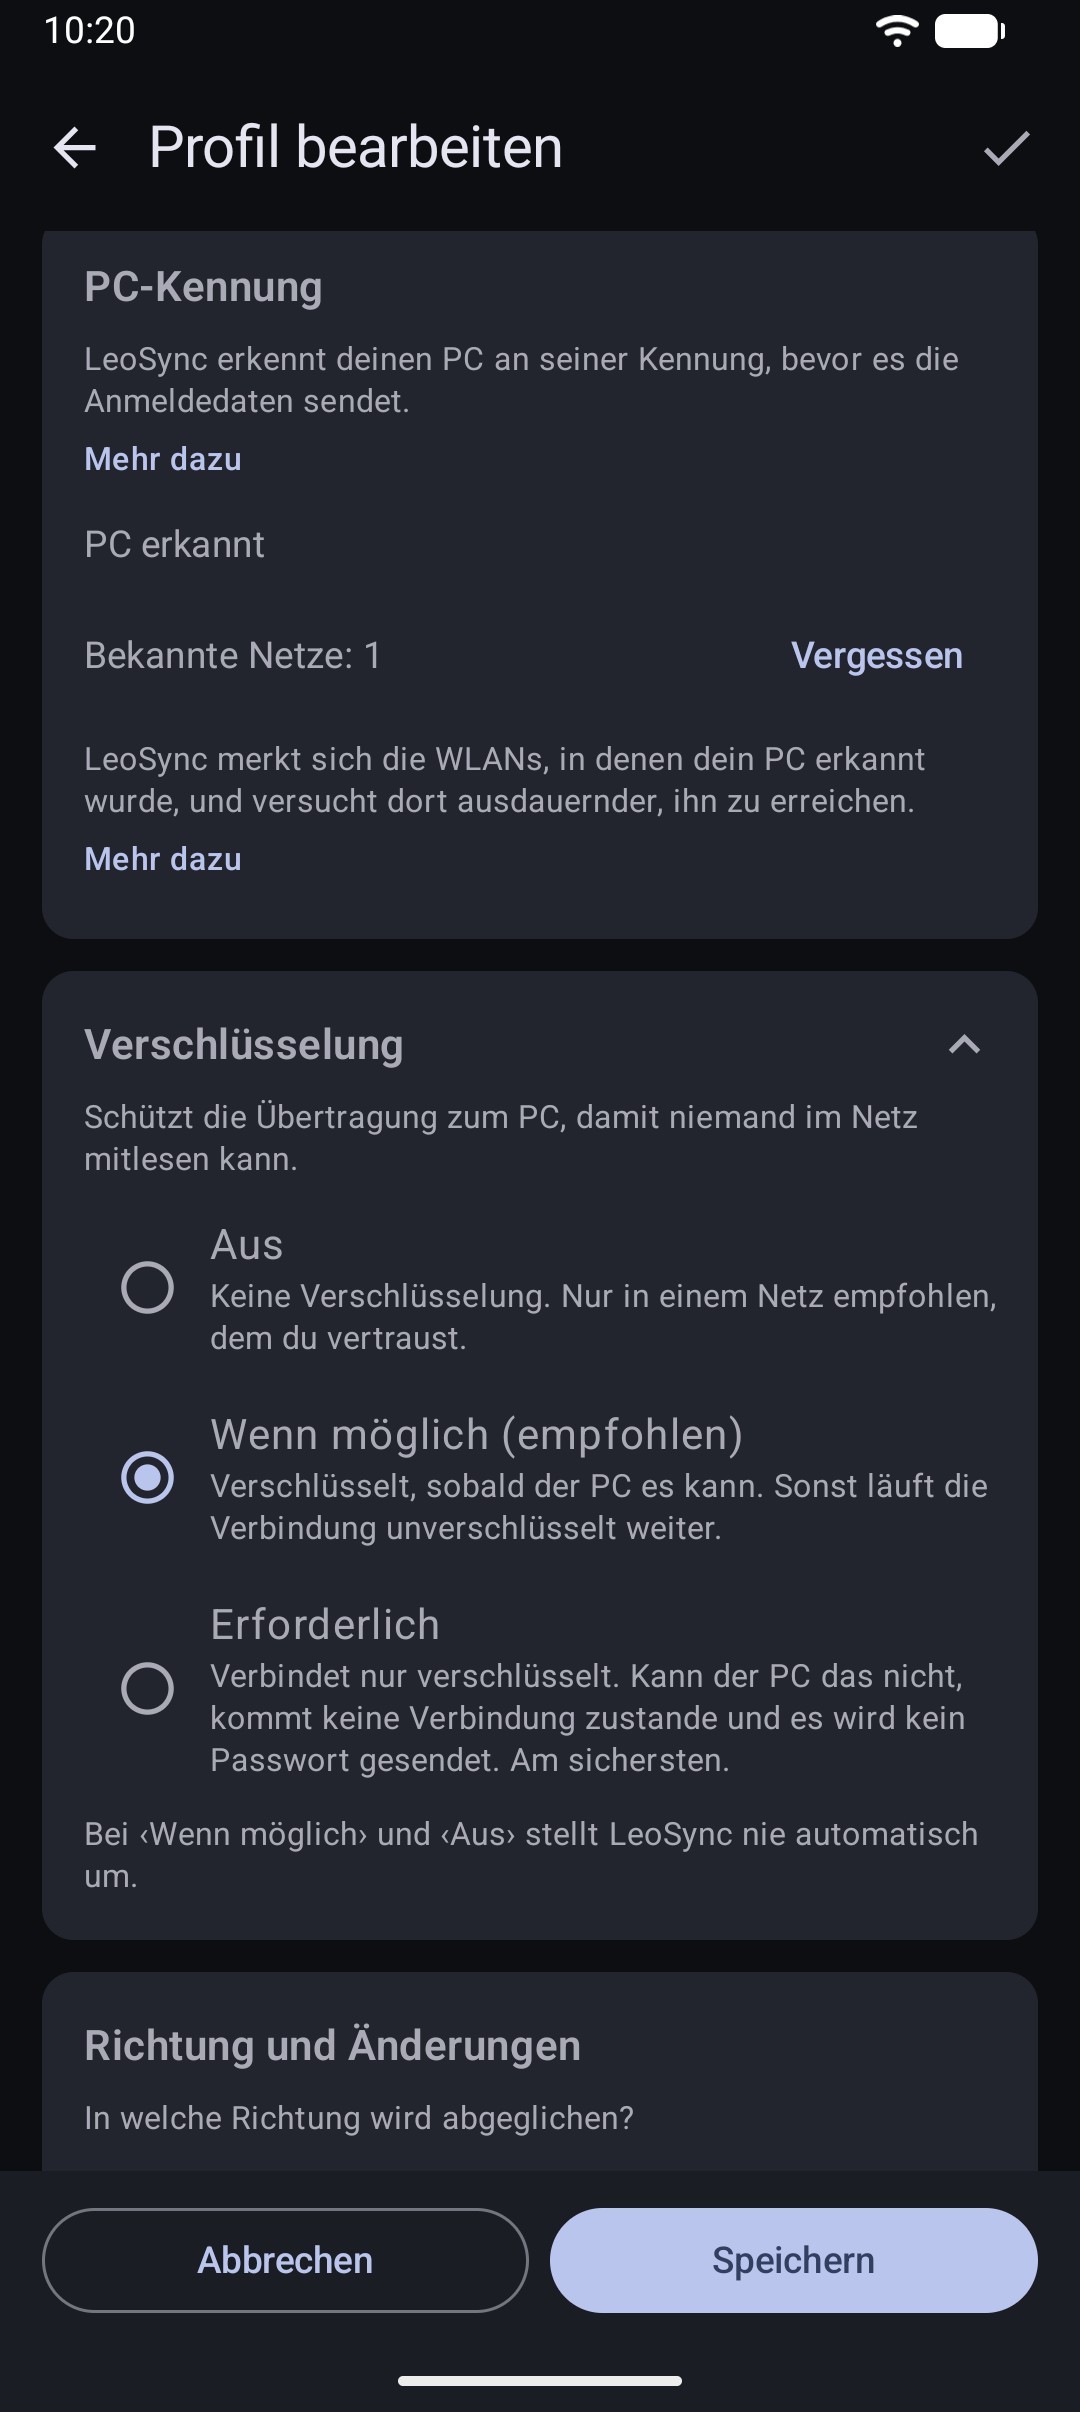 10:20
Profil bearbeiten
PC-Kennung
LeoSync erkennt deinen PC an seiner Kennung, bevor es die
Anmeldedaten sendet.
Mehr dazu
PC erkannt
Bekannte Netze: 1
Vergessen
LeoSync merkt sich die WLANs, in denen dein PC erkannt
wurde, und versucht dort ausdauernder, ihn zu erreichen.
Mehr dazu
Verschlüsselung
Schützt die Übertragung zum PC, damit niemand im Netz
mitlesen kann.
Aus
Keine Verschlüsselung. Nur in einem Netz empfohlen,
dem du vertraust.
Wenn möglich (empfohlen)
Verschlüsselt, sobald der PC es kann. Sonst läuft die
Verbindung unverschlüsselt weiter.
Erforderlich
Verbindet nur verschlüsselt. Kann der PC das nicht,
kommt keine Verbindung zustande und es wird kein
Passwort gesendet. Am sichersten.
Bei ‹Wenn möglich› und ‹Aus› stellt LeoSync nie automatisch
um.
Richtung und Änderungen
In welche Richtung wird abgeglichen?
Abbrechen
Speichern